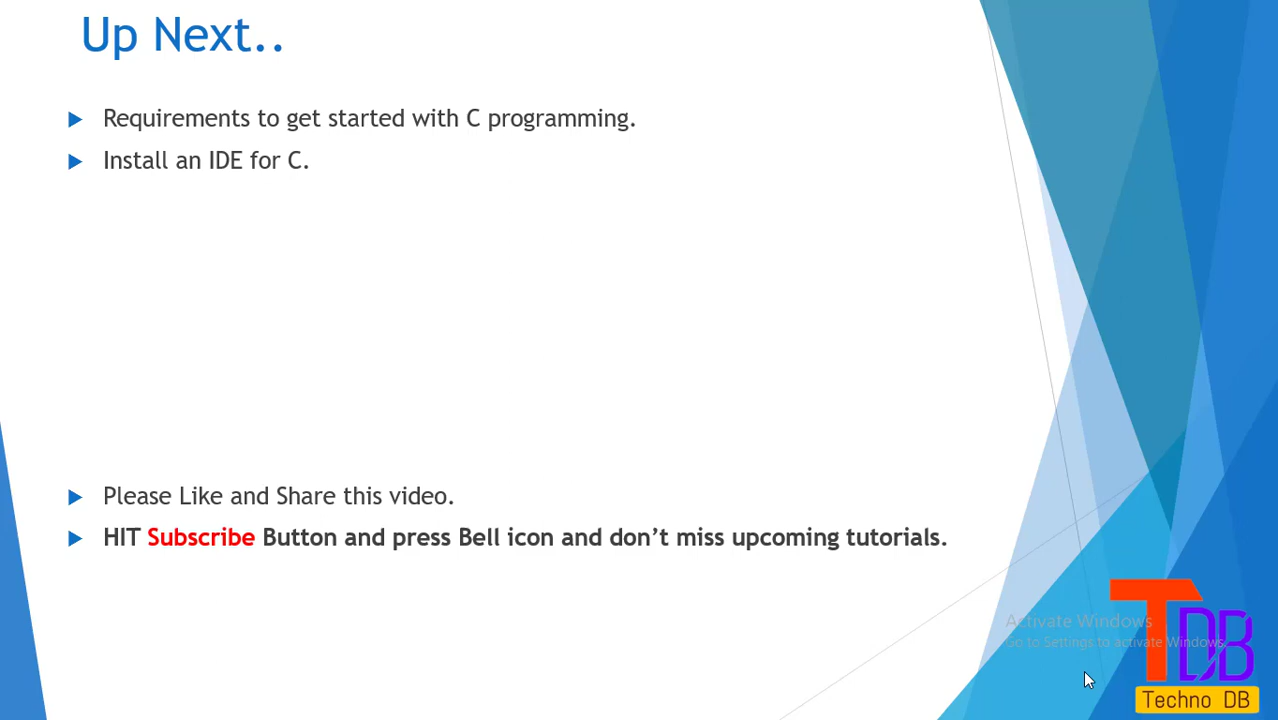 Up Next..
Requirements to get started with C programming.
Install an IDE for C.
Please Like and Share this video.
HIT Subscribe Button and press Bell icon and don’t miss upcoming tutorials.
Activate Windows
Go to Settings to activate Windows.
TDB
Techno DB